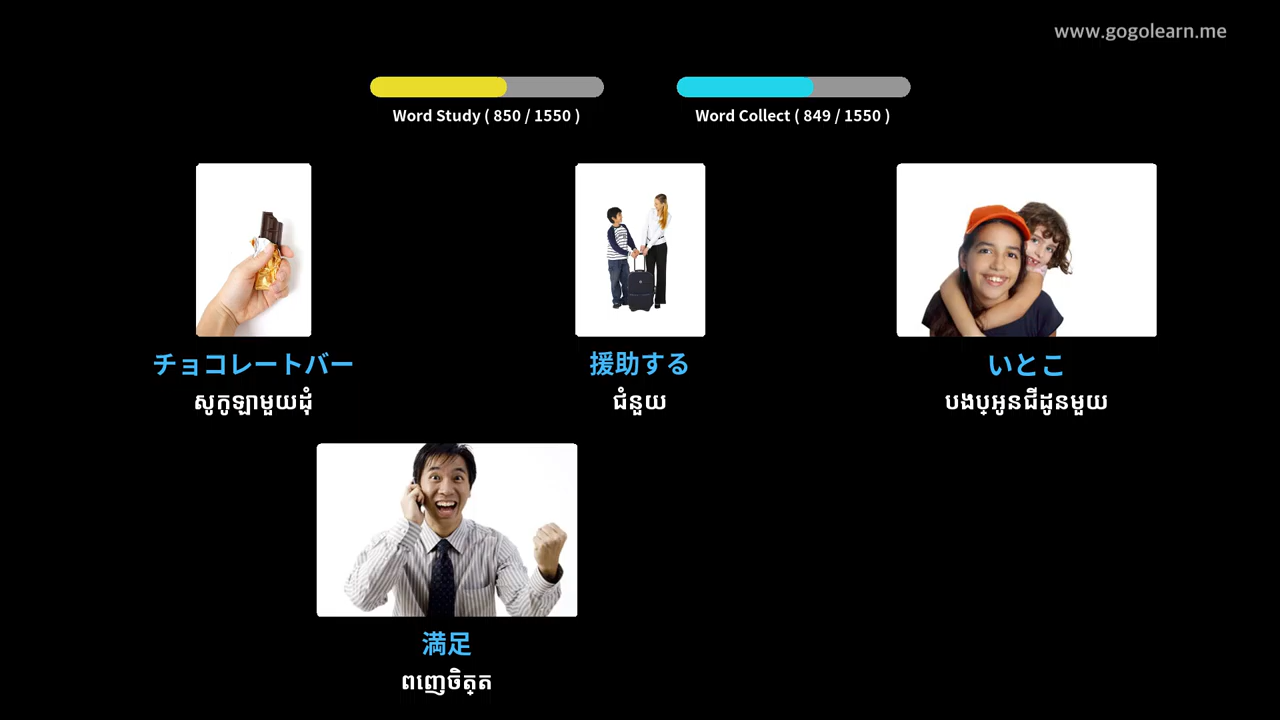 www.gogolearn.me
Word Study ( 850 / 1550 )
Word Collect ( 849 / 1550 )
チョコレートバー
援助する
いとこ
សូកូឡាមួយដុំ
ជំនួយ
បងប្អូនជីដូនមួយ
満足
ពញេចិត្ត